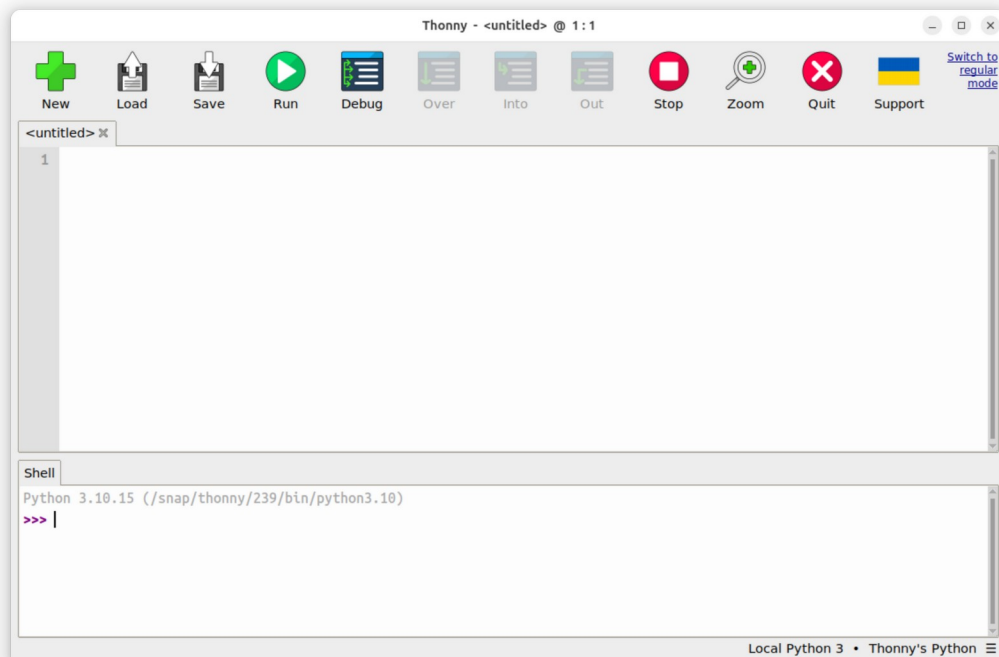 Thonny - <untitled> @ 1:1
New Load Save Run Debug Over Into Out Stop Zoom Quit Support
Switch to
regular
mode
<untitled>
1
Shell
Python 3.10.15 (/snap/thonny/239/bin/python3.10)
>>>
Local Python 3 • Thonny's Python ☰